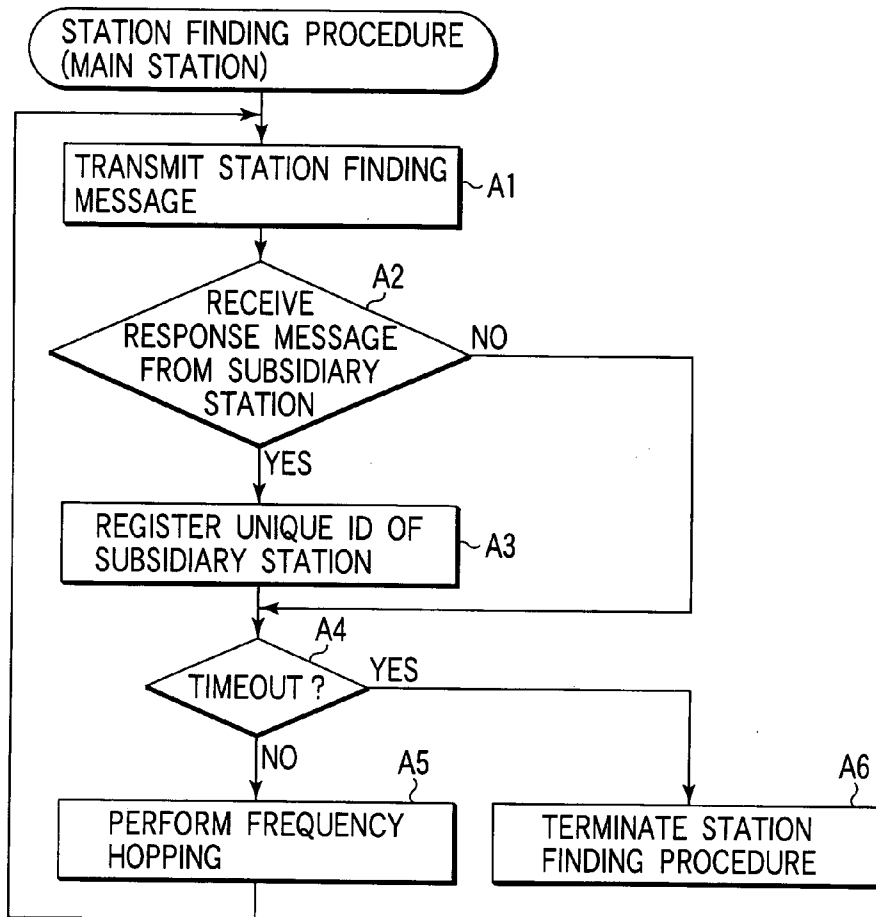 STATION FINDING PROCEDURE
(MAIN STATION)
TRANSMIT STATION FINDING
MESSAGE
A1
A2
RECEIVE
RESPONSE MESSAGE
FROM SUBSIDIARY
STATION
NO
YES
REGISTER UNIQUE ID OF
SUBSIDIARY STATION
A3
A4
TIMEOUT ?
YES
NO
A5
PERFORM FREQUENCY
HOPPING
A6
TERMINATE STATION
FINDING PROCEDURE